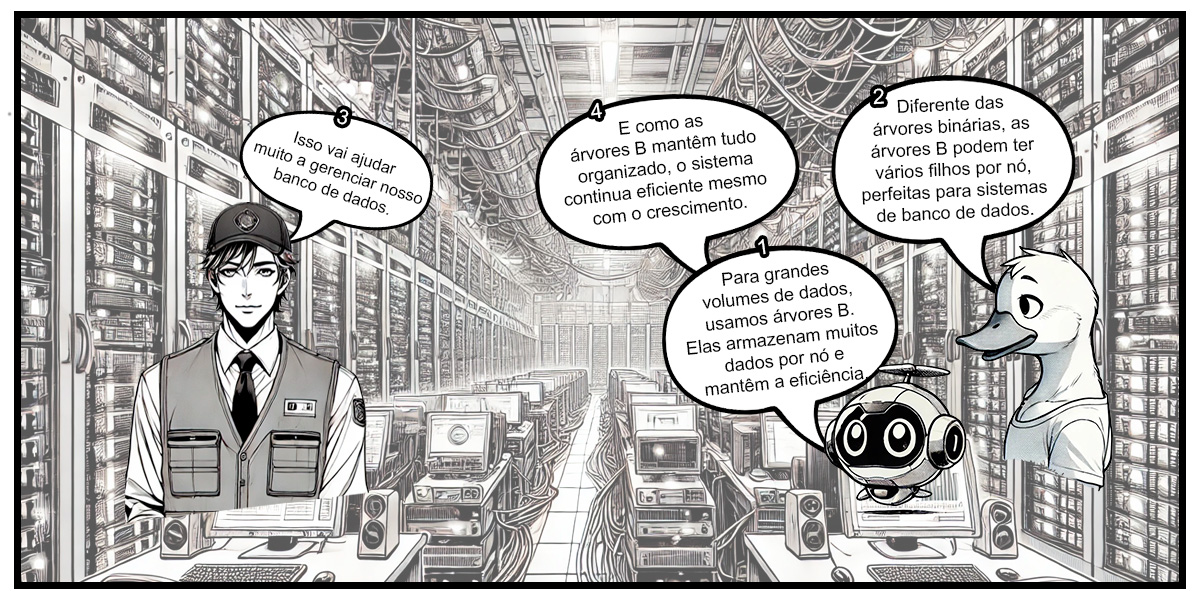 1
Para grandes
volumes de dados,
usamos árvores B.
Elas armazenam muitos
dados por nó e
mantêm a eficiência
2
Diferente das
árvores binárias, as
árvores B podem ter
vários filhos por nó,
perfeitas para sistemas
de banco de dados.
3
Isso vai ajudar
muito a gerenciar nosso
banco de dados.
4
E como as
árvores B mantêm tudo
organizado, o sistema
continua eficiente mesmo
com o crescimento.